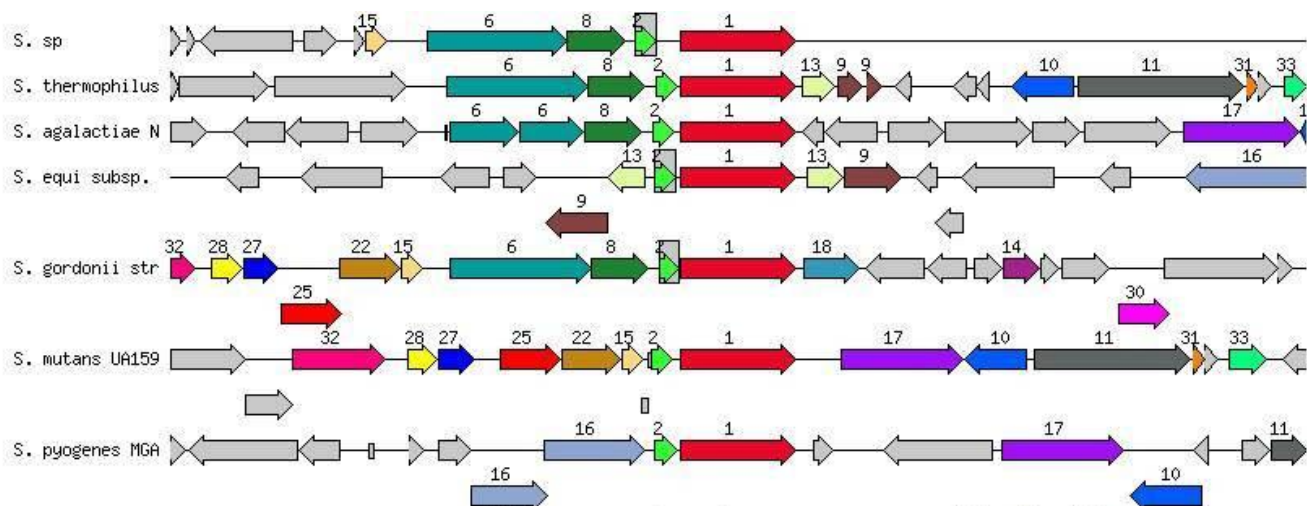 15 6 8 2 1
S. sp
6 8 2 1 13 9 9 10 11 31 33
S. thermophilus
6 6 8 2 1 17 1
S. agalactiae N
13 2 1 13 9 16
S. equi subsp.
9
32 28 27 22 15 6 8 2 1 18 14
S. gordonii str
25 30
32 28 27 25 22 15 2 1 17 10 11 31 33
S. mutans UA159
16 2 1 17 11
S. pyogenes MGA
16 10